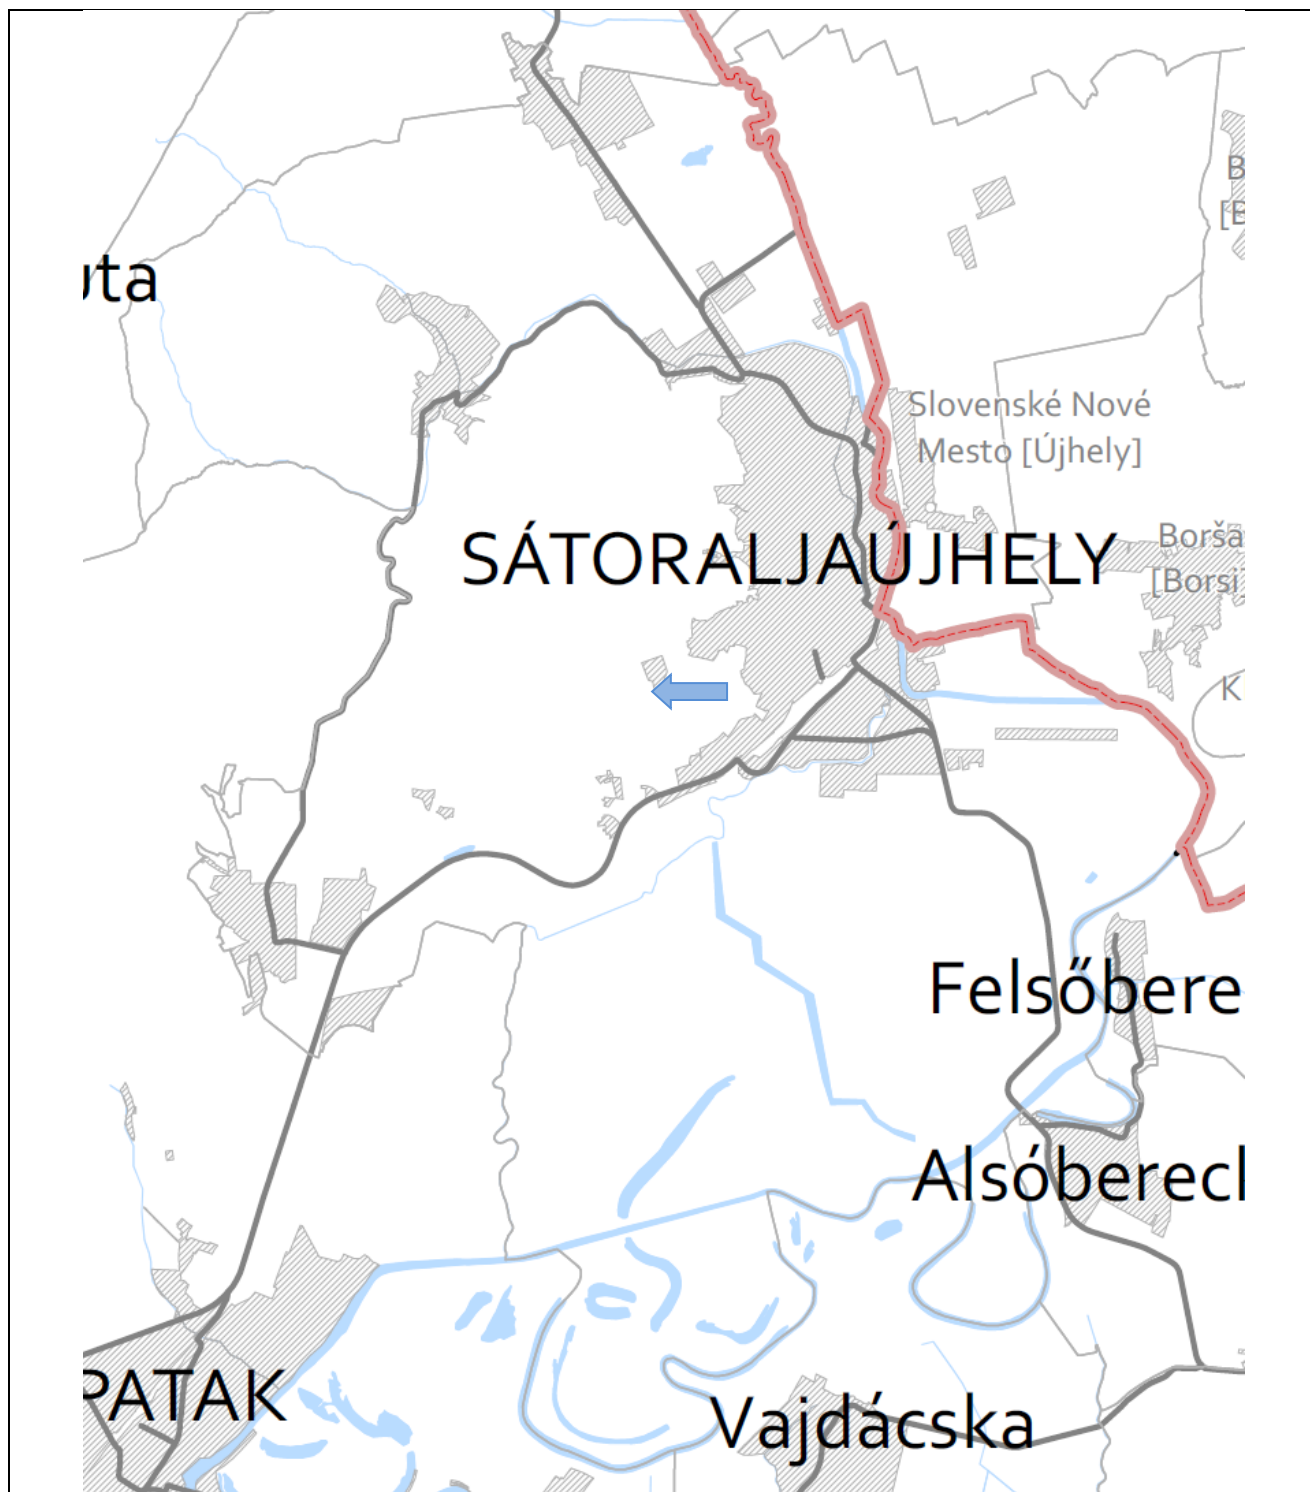 uta
Slovenské Nové
Mesto [Újhely]
SÁTORALJAÚJHELY
Borša
[Borsi]
Felsőbere
Alsóberecl
PATAK
Vajdácska